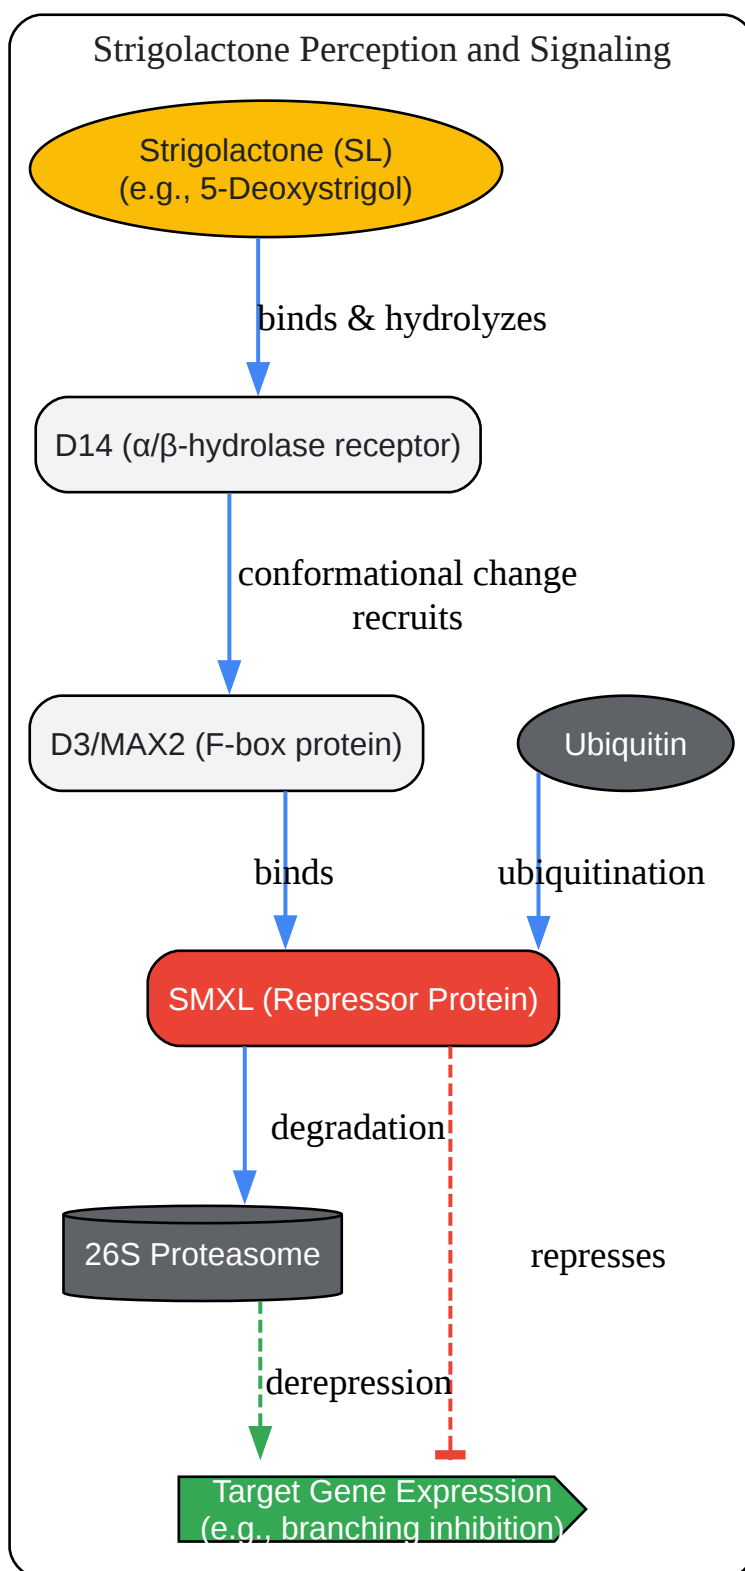 Strigolactone Perception and Signaling
Strigolactone (SL)
(e.g., 5-Deoxystrigol)
binds & hydrolyzes
D14 (α/β-hydrolase receptor)
conformational change
recruits
D3/MAX2 (F-box protein)
Ubiquitin
binds
ubiquitination
SMXL (Repressor Protein)
degradation
26S Proteasome
represses
derepression
Target Gene Expression
(e.g., branching inhibition)